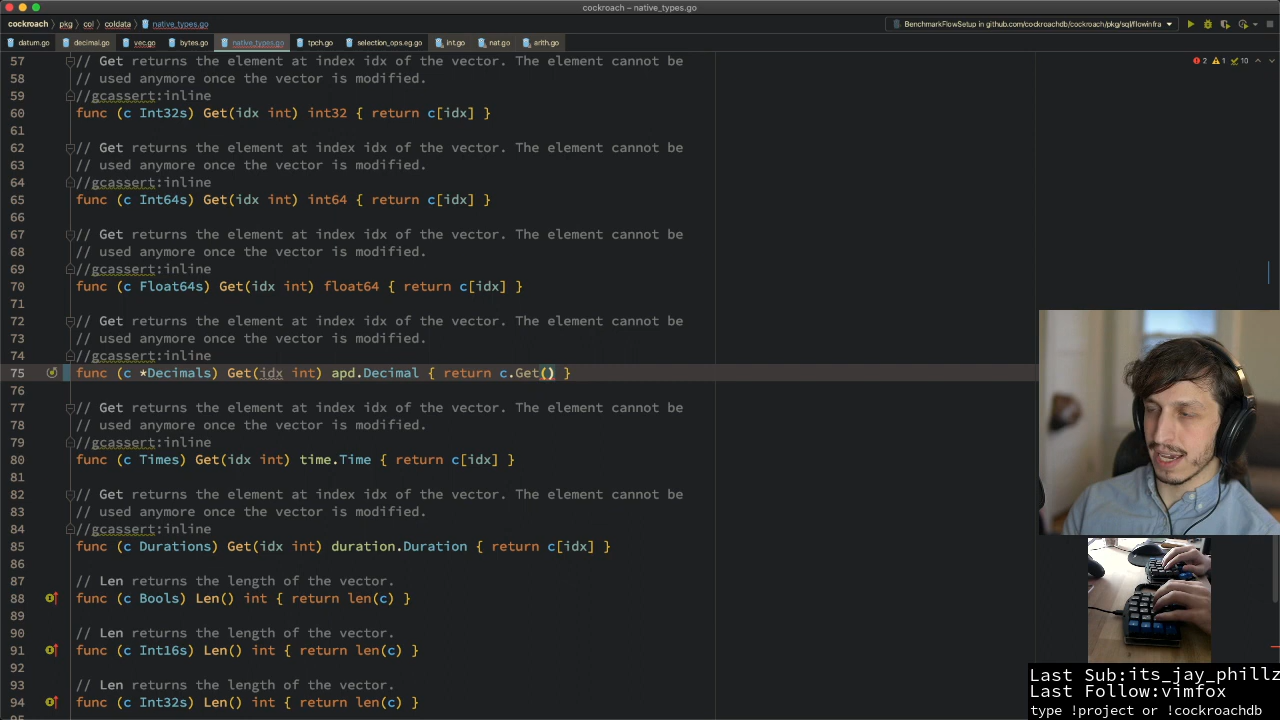 cockroach – native_types.go
cockroach › pkg › col › coldata › native_types.go
BenchmarkFlowSetup in github.com/cockroachdb/cockroach/pkg/sql/flowinfra
datum.go decimal.go vec.go bytes.go native_types.go tpch.go selection_ops.eg.go int.go nat.go arith.go
2 1 10
57 // Get returns the element at index idx of the vector. The element cannot be
58 // used anymore once the vector is modified.
59 //gcassert:inline
60 func (c Int32s) Get(idx int) int32 { return c[idx] }
61
62 // Get returns the element at index idx of the vector. The element cannot be
63 // used anymore once the vector is modified.
64 //gcassert:inline
65 func (c Int64s) Get(idx int) int64 { return c[idx] }
66
67 // Get returns the element at index idx of the vector. The element cannot be
68 // used anymore once the vector is modified.
69 //gcassert:inline
70 func (c Float64s) Get(idx int) float64 { return c[idx] }
71
72 // Get returns the element at index idx of the vector. The element cannot be
73 // used anymore once the vector is modified.
74 //gcassert:inline
75 func (c *Decimals) Get(idx int) apd.Decimal { return c.Get() }
76
77 // Get returns the element at index idx of the vector. The element cannot be
78 // used anymore once the vector is modified.
79 //gcassert:inline
80 func (c Times) Get(idx int) time.Time { return c[idx] }
81
82 // Get returns the element at index idx of the vector. The element cannot be
83 // used anymore once the vector is modified.
84 //gcassert:inline
85 func (c Durations) Get(idx int) duration.Duration { return c[idx] }
86
87 // Len returns the length of the vector.
88 func (c Bools) Len() int { return len(c) }
89
90 // Len returns the length of the vector.
91 func (c Int16s) Len() int { return len(c) }
92
93 // Len returns the length of the vector.
94 func (c Int32s) Len() int { return len(c) }
Last Sub:its_jay_phillz
Last Follow:vimfox
type !project or !cockroachdb